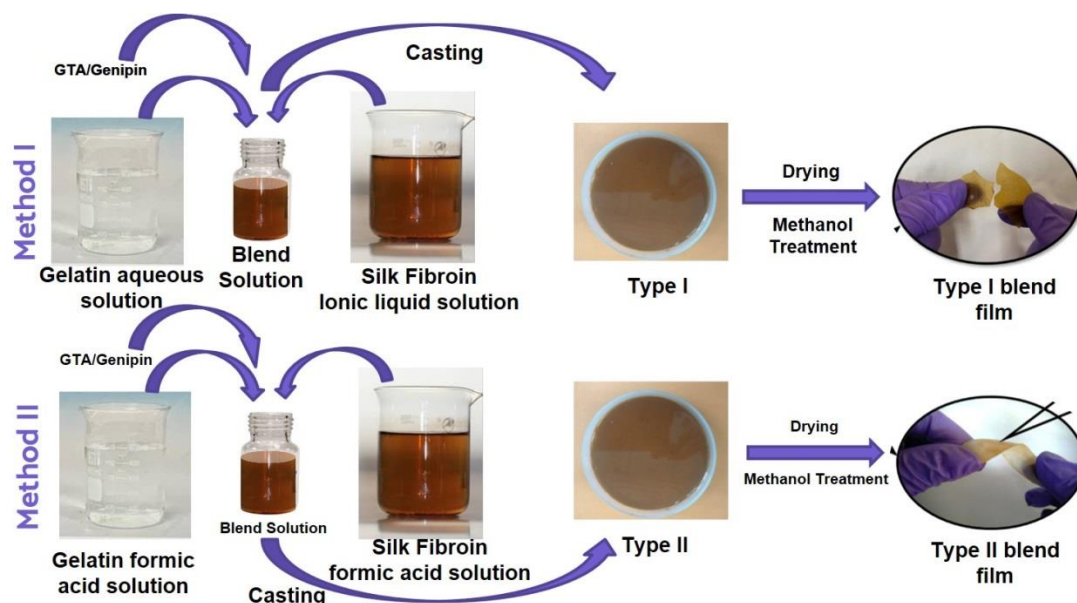 Method I
GTA/Genipin
Casting
Gelatin aqueous
solution
Blend
Solution
Silk Fibroin
Ionic liquid solution
Type I
Drying
Methanol
Treatment
Type I blend
film
Method II
GTA/Genipin
Gelatin formic
acid solution
Blend Solution
Silk Fibroin
formic acid solution
Casting
Type II
Drying
Methanol Treatment
Type II blend
film